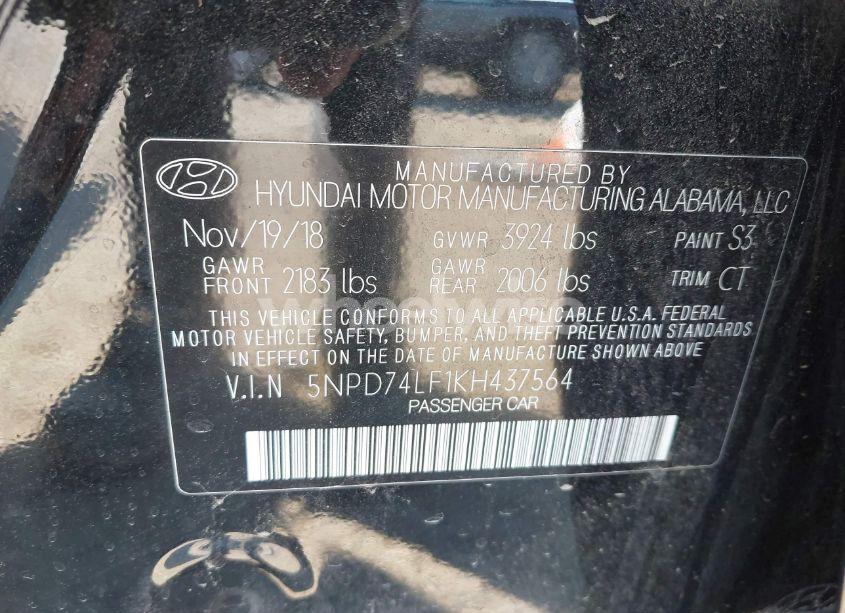 MANUFACTURED BY
HYUNDAI MOTOR MANUFACTURING ALABAMA, LLC
Nov/19/18 GVWR 3924 lbs PAINT S3
GAWR FRONT 2183 lbs GAWR REAR 2006 lbs TRIM CT
THIS VEHICLE CONFORMS TO ALL APPLICABLE U.S.A. FEDERAL
MOTOR VEHICLE SAFETY, BUMPER, AND THEFT PREVENTION STANDARDS
IN EFFECT ON THE DATE OF MANUFACTURE SHOWN ABOVE
V.I.N 5NPD74LF1KH437564
PASSENGER CAR